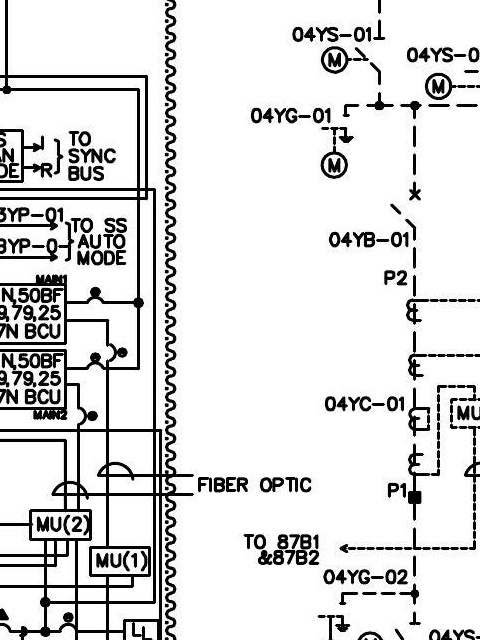 04YS-01
04YS-0
M
M
04YG-01
M
S
AN
DE
R
TO
SYNC
BUS
3YP-01
3YP-0
TO SS
AUTO
MODE
04YB-01
P2
MAIN1
N,50BF
9,79,25
7N BCU
N,50BF
9,79,25
7N BCU
MAIN2
04YC-01
MU
FIBER OPTIC
P1
MU(2)
MU(1)
TO 87B1
&87B2
04YG-02
04YS-
M